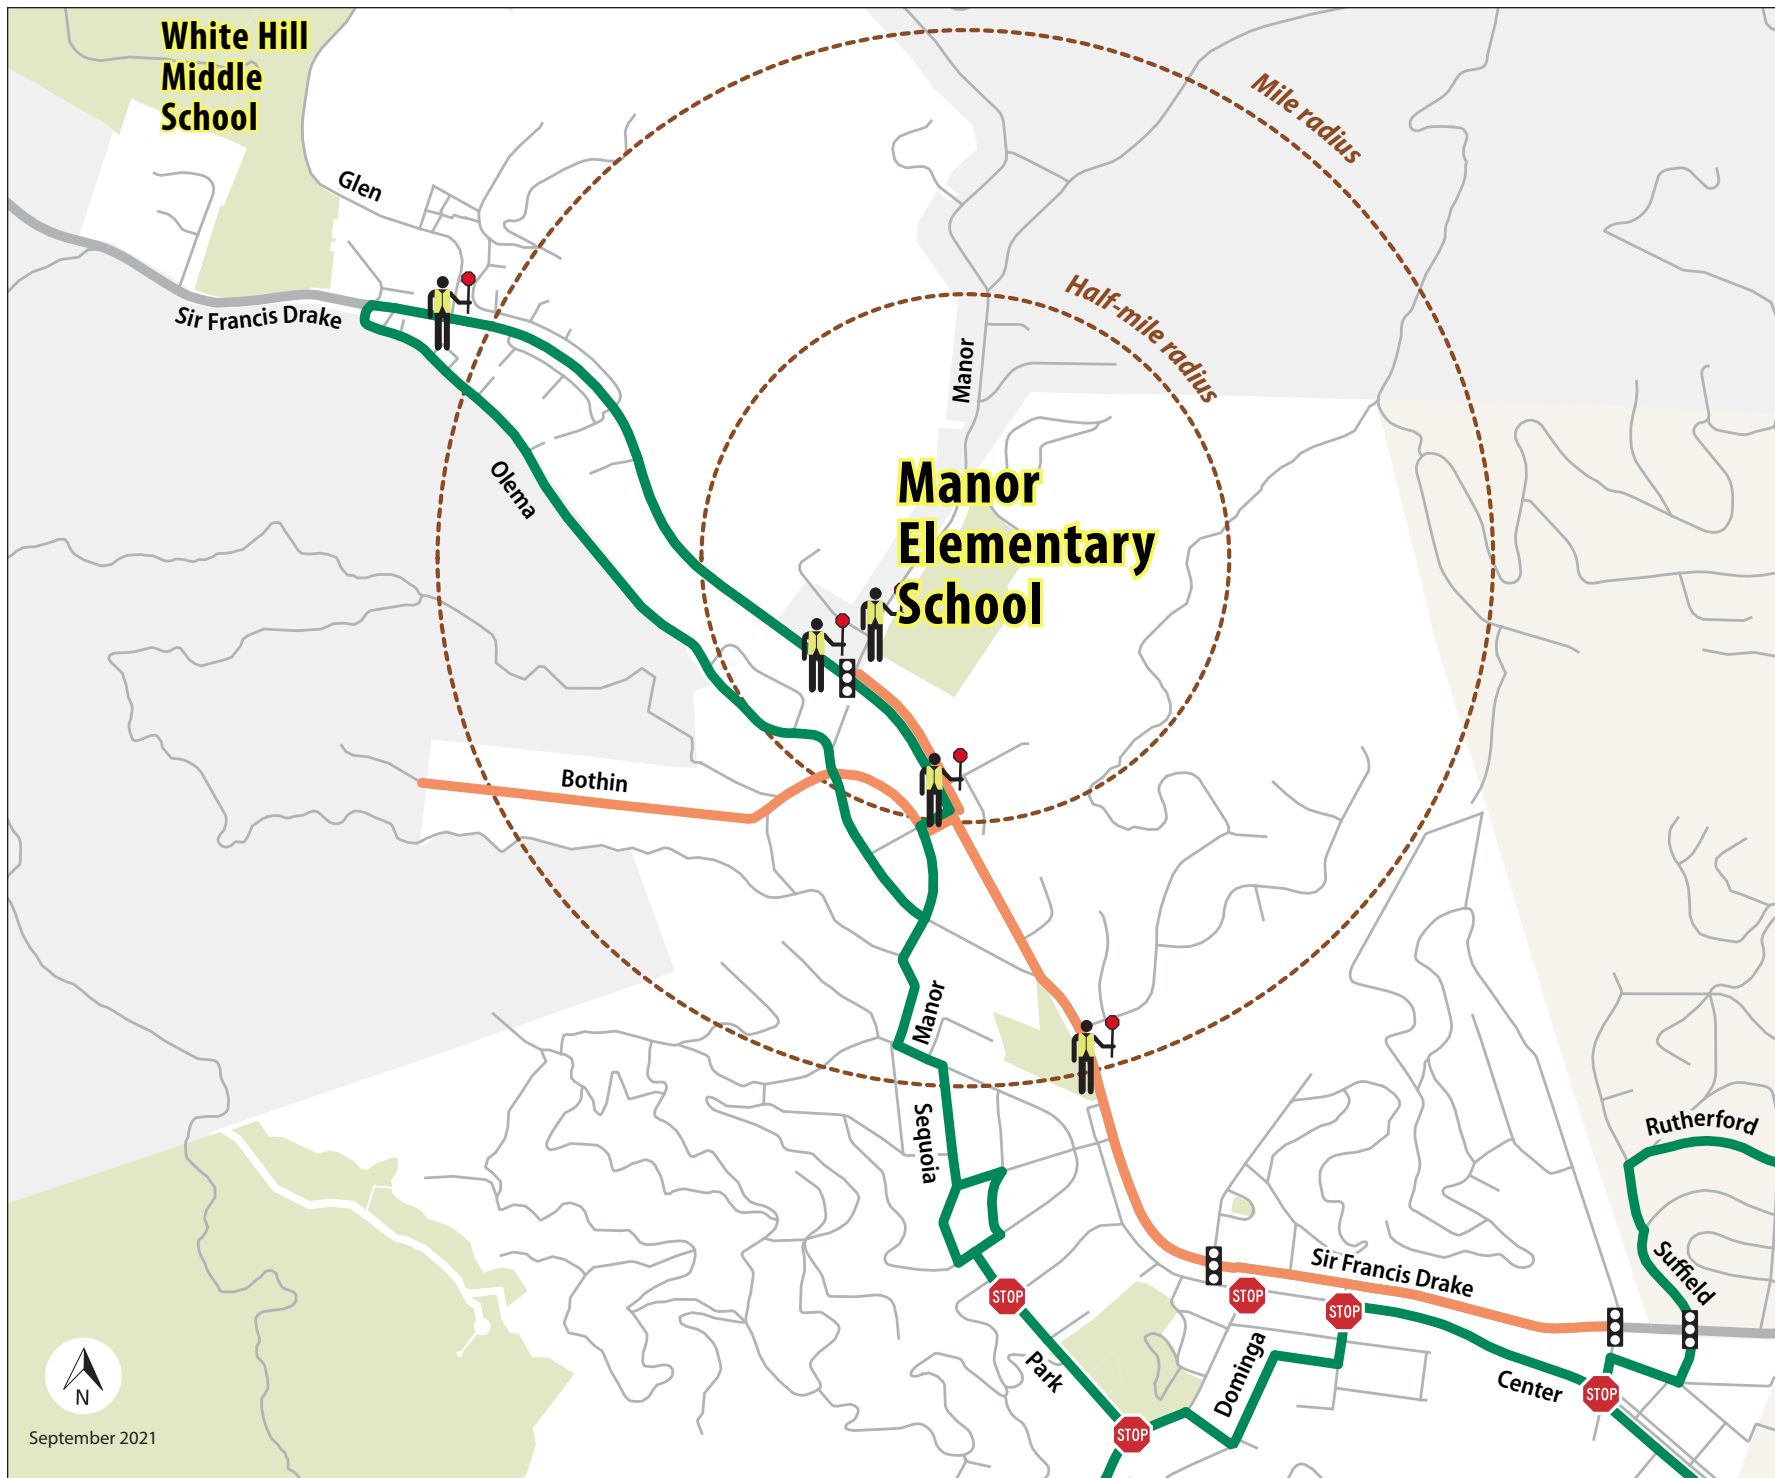 White Hill
Middle
School
Mile radius
Glen
Half-mile radius
Sir Francis Drake
Manor
Olema
Manor
Elementary
School
Bothin
Manor
Sequoia
Rutherford
Suffield
Sir Francis Drake
STOP
STOP
STOP
Park
Dominga
Center
STOP
STOP
N
September 2021